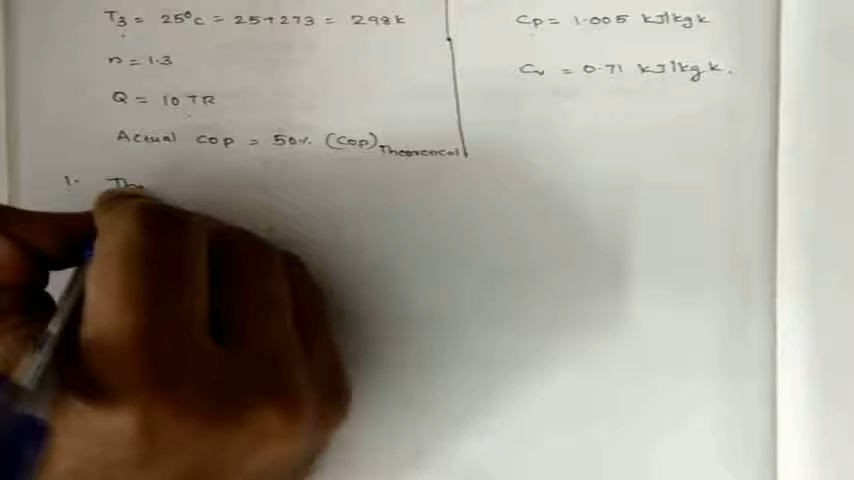 T3 = 25°c = 25+273 = 298k
n = 1.3
Q = 10 TR
Actual cop = 50% (cop)Theoretical
1. The
Cp = 1.005 kJ/kgk
Cv = 0.71 kJ/kgk.